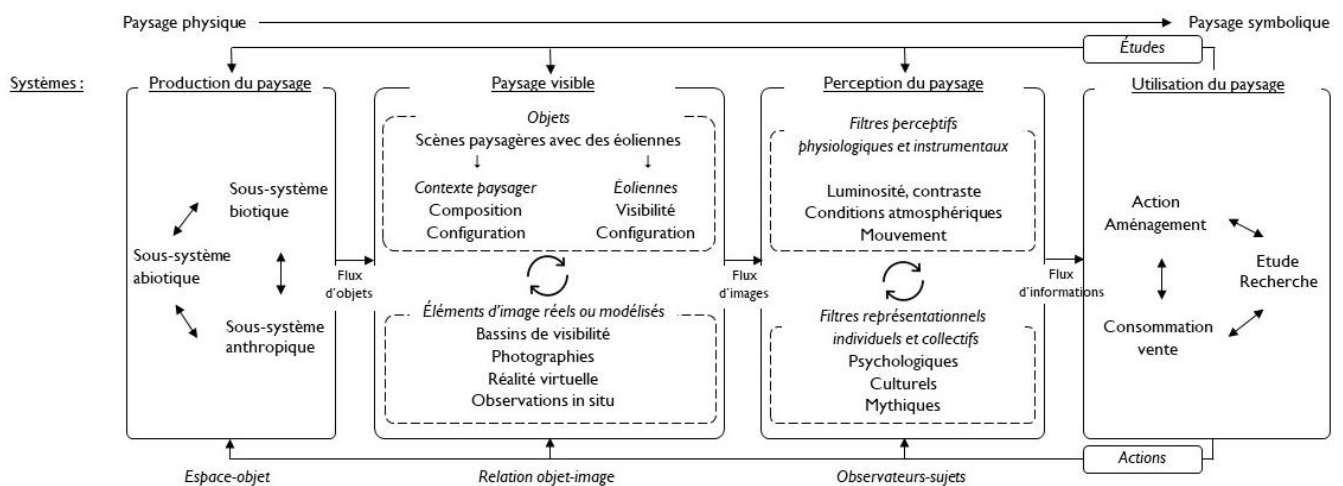 Paysage physique
Paysage symbolique
Études
Systèmes :
Production du paysage
Paysage visible
Perception du paysage
Utilisation du paysage
Sous-système
biotique
Sous-système
abiotique
Sous-système
anthropique
Flux
d'objets
Objets
Scènes paysagères avec des éoliennes
Contexte paysager
Composition
Configuration
Éoliennes
Visibilité
Configuration
Éléments d'image réels ou modélisés
Bassins de visibilité
Photographies
Réalité virtuelle
Observations in situ
Flux
d'images
Filtres perceptifs
physiologiques et instrumentaux
Luminosité, contraste
Conditions atmosphériques
Mouvement
Filtres représentationnels
individuels et collectifs
Psychologiques
Culturels
Mythiques
Flux
d'informations
Action
Aménagement
Etude
Recherche
Consommation
vente
Actions
Espace-objet
Relation objet-image
Observateurs-sujets